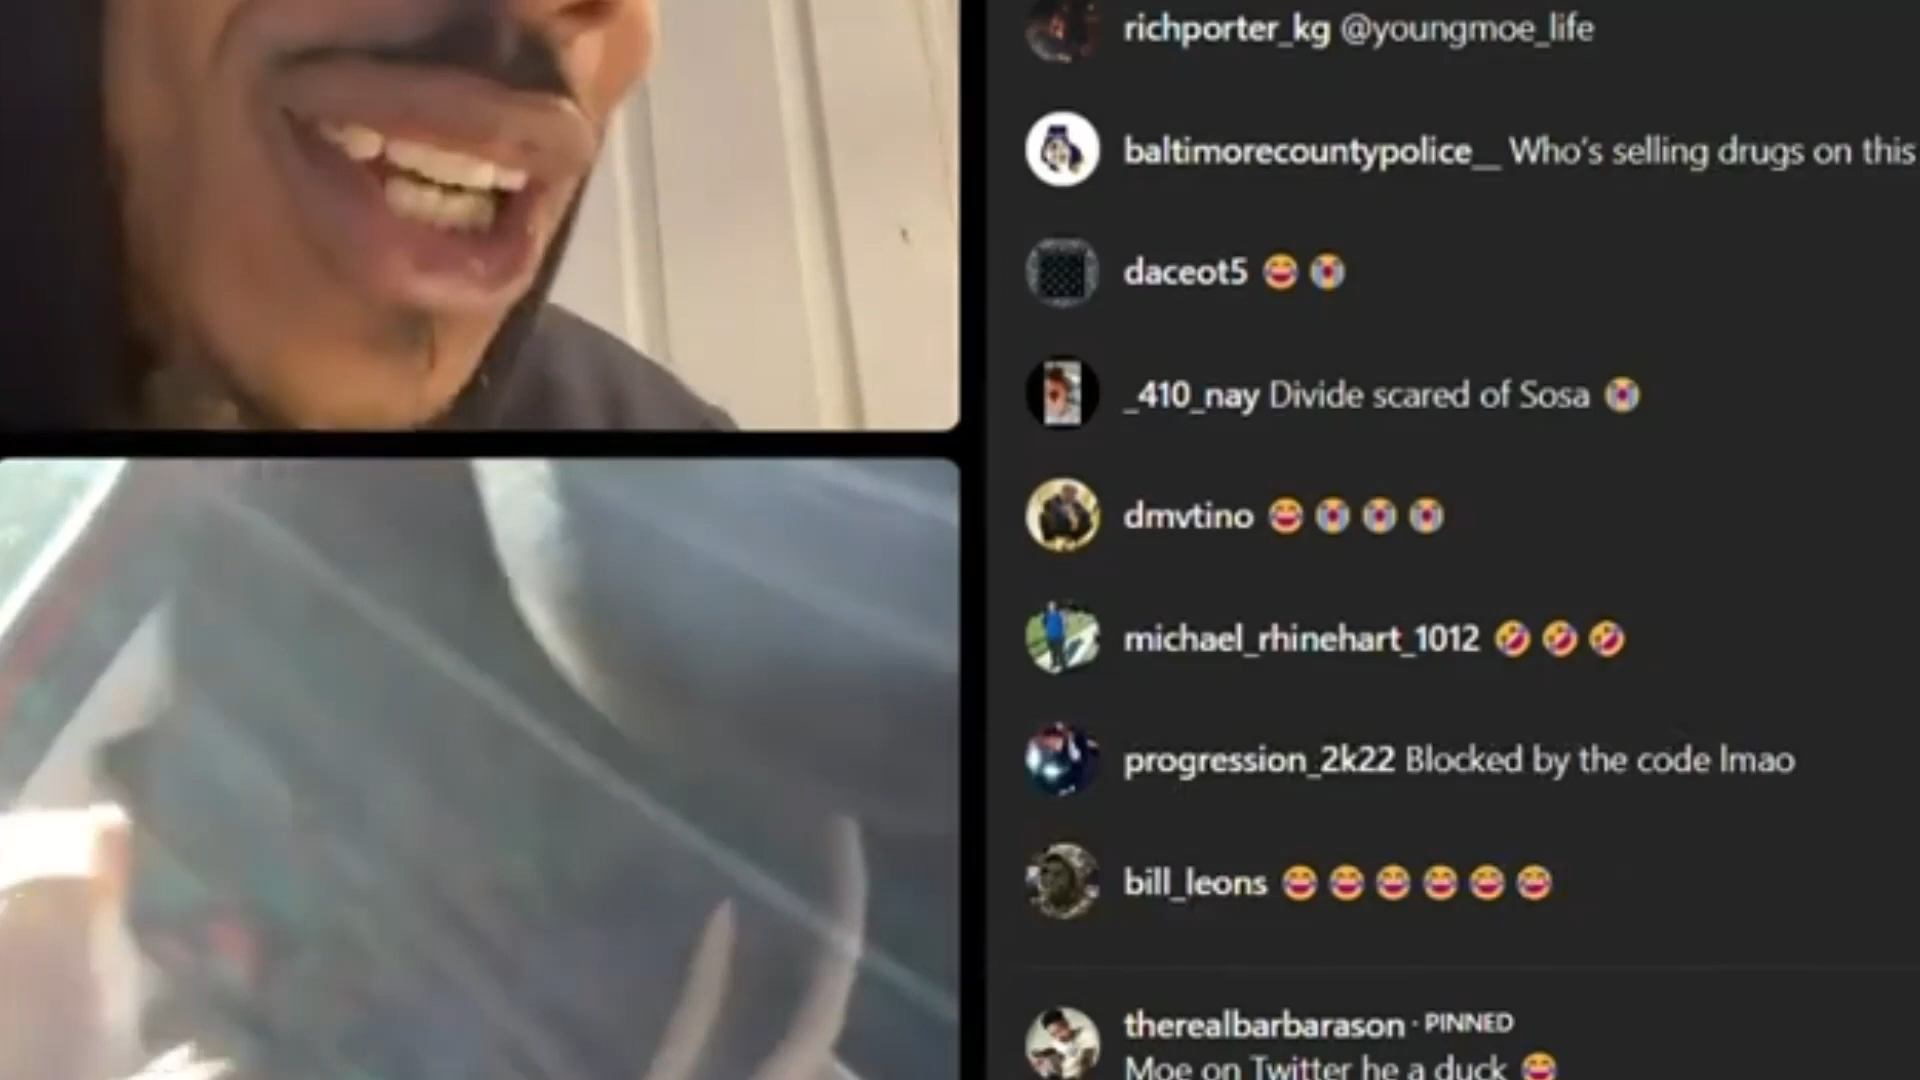 richporter_kg @youngmoe_life
baltimorecountypolice__ Who's selling drugs on this
daceot5 😂 😭
_410_nay Divide scared of Sosa 😭
dmvtino 😂 😭 😭 😭
michael_rhinehart_1012 🤣 🤣 🤣
progression_2k22 Blocked by the code lmao
bill_leons 😂 😂 😂 😂 😂 😂
therealbarbarason · PINNED
Moe on Twitter he a duck 😂